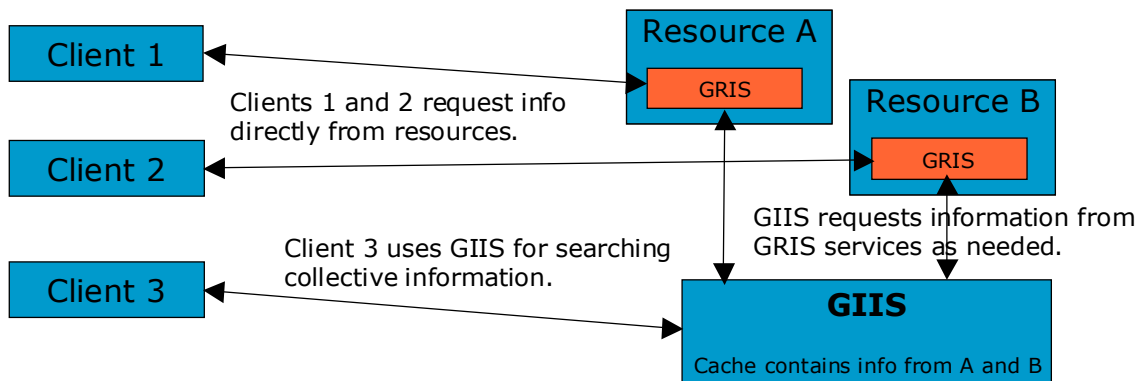 Client 1
Resource A
GRIS
Clients 1 and 2 request info
directly from resources.
Resource B
GRIS
Client 2
GIIS requests information from
GRIS services as needed.
Client 3 uses GIIS for searching
collective information.
Client 3
GIIS
Cache contains info from A and B